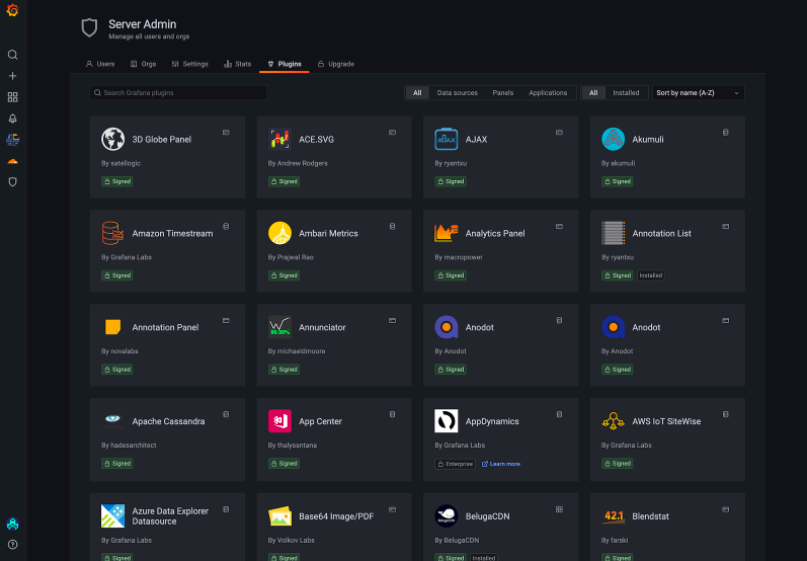 Server Admin
Manage all users and orgs
Users Orgs Settings Stats Plugins Upgrade
Search Grafana plugins All Data sources Panels Applications All Installed Sort by name (A-Z)
3D Globe Panel
By satellogic
Signed
ACE.SVG
By Andrew Rodgers
Signed
AJAX
AJAX
By ryantxu
Signed
Akumuli
By akumuli
Signed
Amazon Timestream
By Grafana Labs
Signed
Ambari Metrics
By Prajwal Rao
Signed
Analytics Panel
By macropower
Signed
Annotation List
By ryantxu
Signed Installed
Annotation Panel
By novalabs
Signed
Annunciator
By michaeldmoore
Signed
Anodot
By Anodot
Signed
Anodot
By Anodot
Signed
Apache Cassandra
By hadesarchitect
Signed
App Center
By thalysantana
Signed
AppDynamics
By Grafana Labs
Enterprise Learn more
AWS IoT SiteWise
By Grafana Labs
Signed
Azure Data Explorer
Datasource
By Grafana Labs
Signed
Base64 Image/PDF
By Volkov Labs
Signed
BelugaCDN
By BelugaCDN
Signed Installed
42.1
Blendstat
By farski
Signed